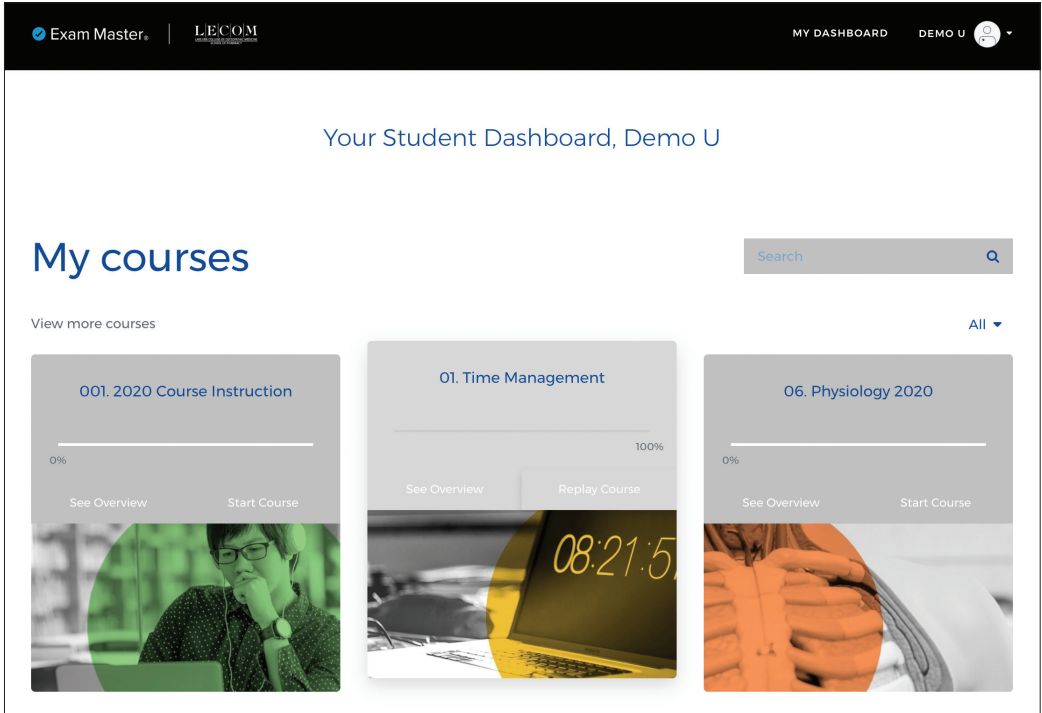 Exam Master®
LECOM
MY DASHBOARD
DEMO U
Your Student Dashboard, Demo U
My courses
Search
View more courses
All
001. 2020 Course Instruction
0%
See Overview
Start Course
01. Time Management
100%
See Overview
Replay Course
08:21:5
06. Physiology 2020
0%
See Overview
Start Course